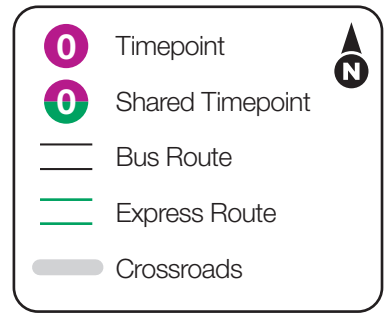 0 Timepoint
N
0 Shared Timepoint
Bus Route
Express Route
Crossroads